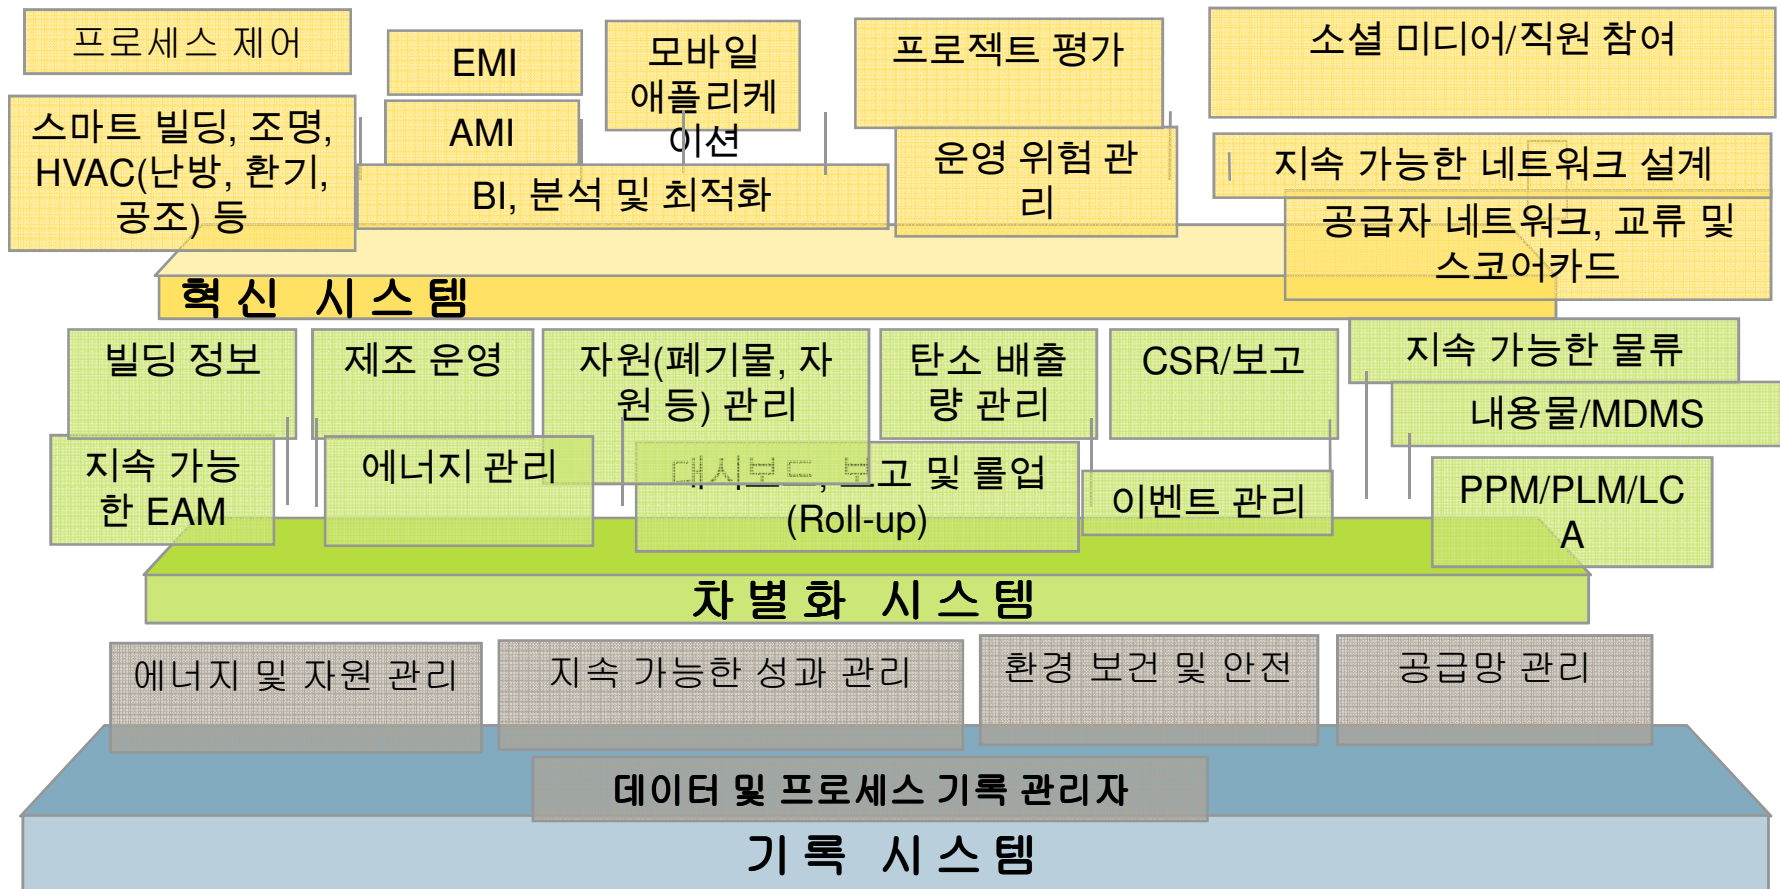 프로세스 제어
EMI
모바일
애플리케
이션
프로젝트 평가
소셜 미디어/직원 참여
스마트 빌딩, 조명,
HVAC(난방, 환기,
공조) 등
AMI
BI, 분석 및 최적화
운영 위험 관
리
지속 가능한 네트워크 설계
공급자 네트워크, 교류 및
스코어카드
혁신 시스템
빌딩 정보
제조 운영
자원(폐기물, 자
원 등) 관리
탄소 배출
량 관리
CSR/보고
지속 가능한 물류
내용물/MDMS
지속 가능
한 EAM
에너지 관리
대시보드, 보고 및 롤업
(Roll-up)
이벤트 관리
PPM/PLM/LC
A
차별화 시스템
에너지 및 자원 관리
지속 가능한 성과 관리
환경 보건 및 안전
공급망 관리
데이터 및 프로세스 기록 관리자
기록 시스템